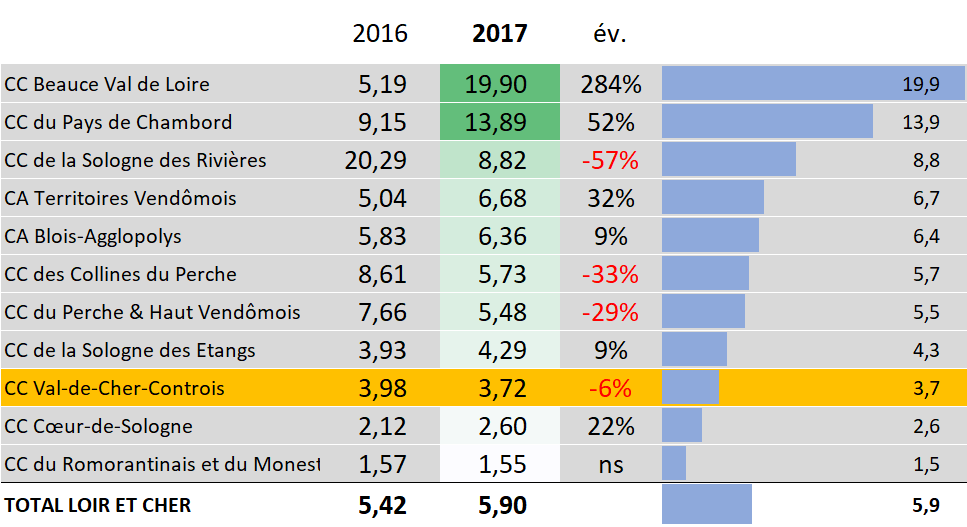 2016 2017 év.
CC Beauce Val de Loire 5,19 19,90 284% 19,9
CC du Pays de Chambord 9,15 13,89 52% 13,9
CC de la Sologne des Rivières 20,29 8,82 -57% 8,8
CA Territoires Vendômois 5,04 6,68 32% 6,7
CA Blois-Agglopolys 5,83 6,36 9% 6,4
CC des Collines du Perche 8,61 5,73 -33% 5,7
CC du Perche & Haut Vendômois 7,66 5,48 -29% 5,5
CC de la Sologne des Etangs 3,93 4,29 9% 4,3
CC Val-de-Cher-Controis 3,98 3,72 -6% 3,7
CC Cœur-de-Sologne 2,12 2,60 22% 2,6
CC du Romorantinais et du Monest 1,57 1,55 ns 1,5
TOTAL LOIR ET CHER 5,42 5,90 5,9